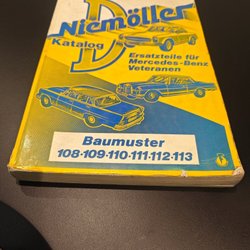 D
Niemöller
Katalog
Ersatzteile für
Mercedes-Benz
Veteranen
Baumuster
108·109·110·111·112·113